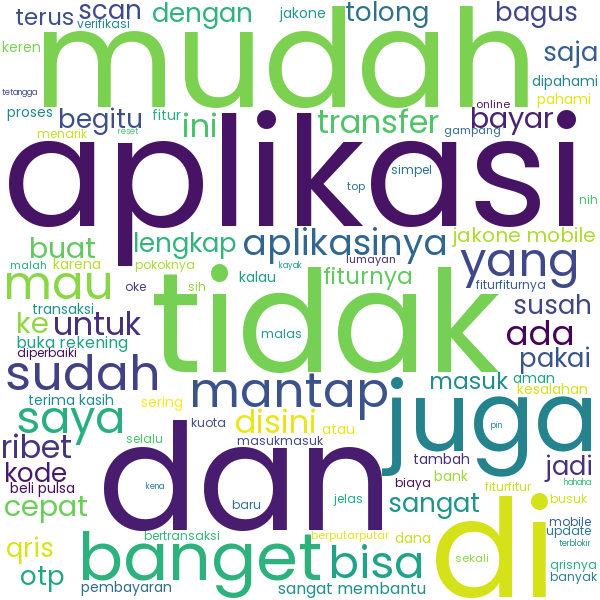 terus scan dengan jakone tolong bagus
verifikasi
keren mudah saja
tetangga dipahami
proses begitu fitur ini transfer online bayar pahami
menarik reset gampang
aplikasi simpel
top nih
buat lengkap aplikasinya jakone mobile
malah karena pokoknya kayak lumayan yang
mau oke sih tidak kalau fiturnya fiturfiturnya
transaksi susah
ke untuk malas ada
buka rekening pakai
diperbaiki
sudah mantap masuk aman
terima kasih sering kesalahan
saya kuota disini atau juga pin
ribet selalu masukmasuk tambah jadi
kode dan biaya bank hahaha
beli pulsa kena jelas fiturfitur
cepat baru sangat busuk
bertransaksi berputarputar dana di mobile
qris banget bisa sekali update
terblokir
otp qrisnya
pembayaran sangat membantu banyak